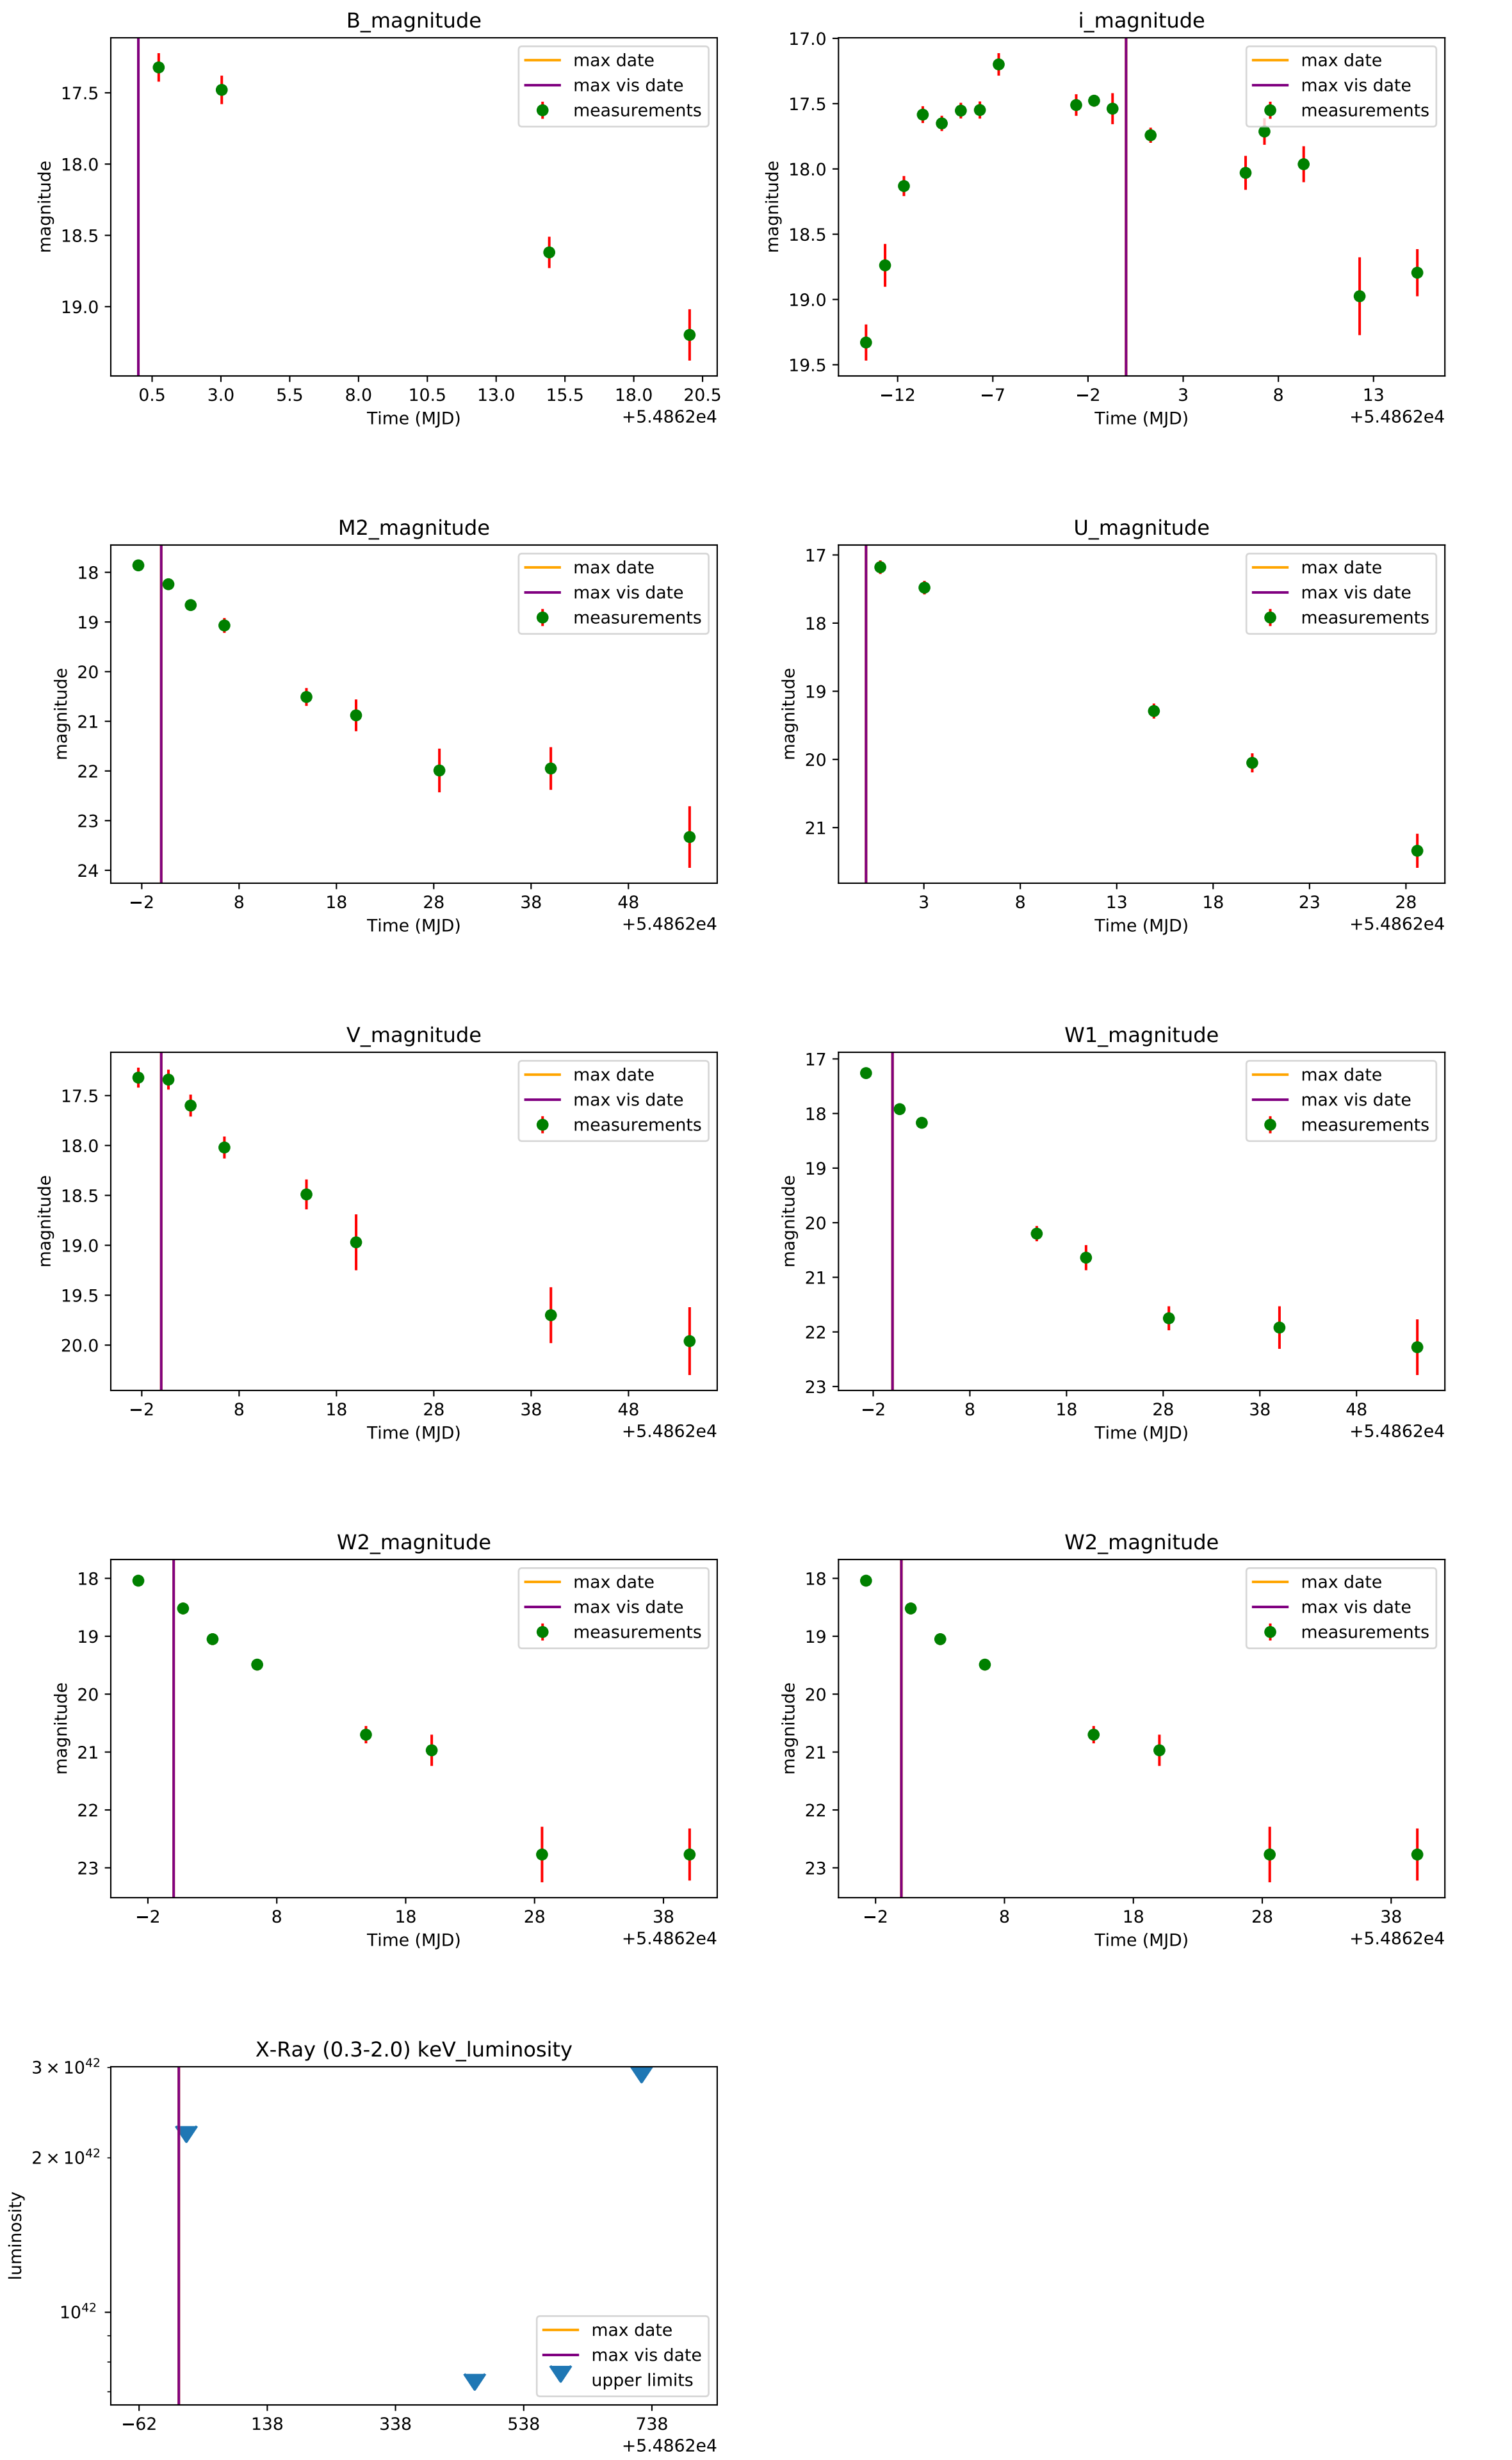 B_magnitude
magnitude
17.5
18.0
18.5
19.0
max date
max vis date
measurements
0.5 3.0 5.5 8.0 10.5 13.0 15.5 18.0 20.5
Time (MJD)
+5.4862e4
i_magnitude
magnitude
17.0
17.5
18.0
18.5
19.0
19.5
max date
max vis date
measurements
−12 −7 −2 3 8 13
Time (MJD)
+5.4862e4
M2_magnitude
magnitude
18
19
20
21
22
23
24
max date
max vis date
measurements
−2 8 18 28 38 48
Time (MJD)
+5.4862e4
U_magnitude
magnitude
17
18
19
20
21
max date
max vis date
measurements
3 8 13 18 23 28
Time (MJD)
+5.4862e4
V_magnitude
magnitude
17.5
18.0
18.5
19.0
19.5
20.0
max date
max vis date
measurements
−2 8 18 28 38 48
Time (MJD)
+5.4862e4
W1_magnitude
magnitude
17
18
19
20
21
22
23
max date
max vis date
measurements
−2 8 18 28 38 48
Time (MJD)
+5.4862e4
W2_magnitude
magnitude
18
19
20
21
22
23
max date
max vis date
measurements
−2 8 18 28 38
Time (MJD)
+5.4862e4
W2_magnitude
magnitude
18
19
20
21
22
23
max date
max vis date
measurements
−2 8 18 28 38
Time (MJD)
+5.4862e4
X-Ray (0.3-2.0) keV_luminosity
luminosity
3 × 10⁴²
2 × 10⁴²
10⁴²
max date
max vis date
upper limits
−62 138 338 538 738
+5.4862e4